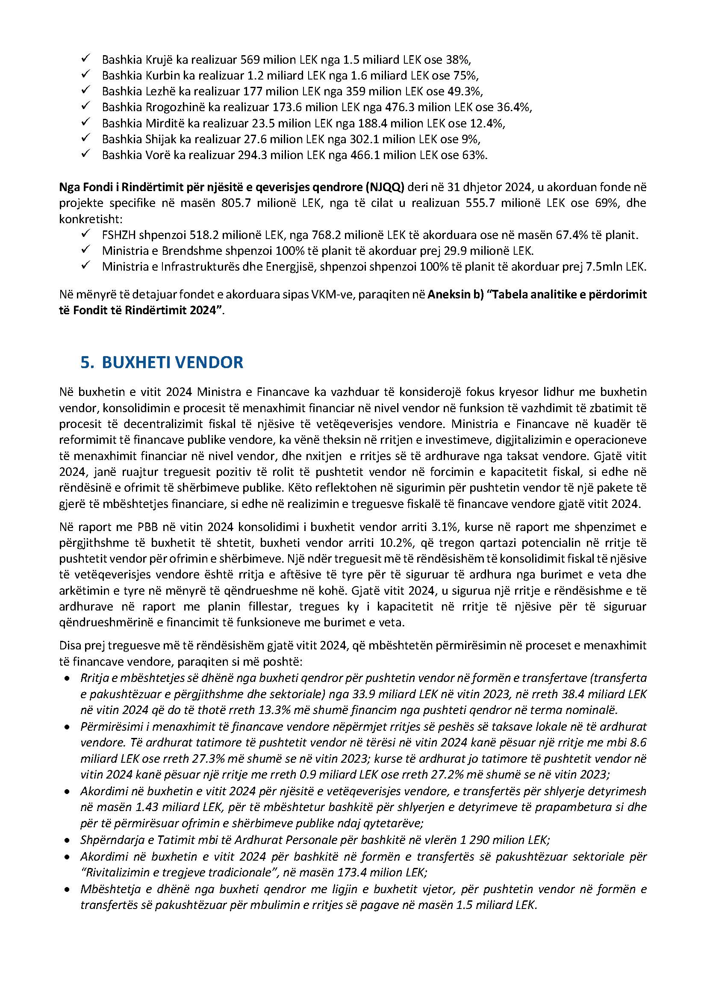 ✓ Bashkia Krujë ka realizuar 569 milion LEK nga 1.5 miliard LEK ose 38%,
✓ Bashkia Kurbin ka realizuar 1.2 miliard LEK nga 1.6 miliard LEK ose 75%,
✓ Bashkia Lezhë ka realizuar 177 milion LEK nga 359 milion LEK ose 49.3%,
✓ Bashkia Rrogozhinë ka realizuar 173.6 milion LEK nga 476.3 milion LEK ose 36.4%,
✓ Bashkia Mirditë ka realizuar 23.5 milion LEK nga 188.4 milion LEK ose 12.4%,
✓ Bashkia Shijak ka realizuar 27.6 milion LEK nga 302.1 milion LEK ose 9%,
✓ Bashkia Vorë ka realizuar 294.3 milion LEK nga 466.1 milion LEK ose 63%.
Nga Fondi i Rindërtimit për njësitë e qeverisjes qendrore (NJQQ) deri në 31 dhjetor 2024, u akorduan fonde në
projekte specifike në masën 805.7 milionë LEK, nga të cilat u realizuan 555.7 milionë LEK ose 69%, dhe
konkretisht:
✓ FSHZH shpenzoi 518.2 milionë LEK, nga 768.2 milionë LEK të akorduara ose në masën 67.4% të planit.
✓ Ministria e Brendshme shpenzoi 100% të planit të akorduar prej 29.9 milionë LEK.
✓ Ministria e Infrastrukturës dhe Energjisë, shpenzoi shpenzoi 100% të planit të akorduar prej 7.5mln LEK.
Në mënyrë të detajuar fondet e akorduara sipas VKM-ve, paraqiten në Aneksin b) “Tabela analitike e përdorimit
të Fondit të Rindërtimit 2024”.
5. BUXHETI VENDOR
Në buxhetin e vitit 2024 Ministra e Financave ka vazhduar të konsiderojë fokus kryesor lidhur me buxhetin
vendor, konsolidimin e procesit të menaxhimit financiar në nivel vendor në funksion të vazhdimit të zbatimit të
procesit të decentralizimit fiskal të njësive të vetëqeverisjes vendore. Ministria e Financave në kuadër të
reformimit të financave publike vendore, ka vënë theksin në rritjen e investimeve, digjitalizimin e operacioneve
të menaxhimit financiar në nivel vendor, dhe nxitjen e rritjes së të ardhurave nga taksat vendore. Gjatë vitit
2024, janë ruajtur treguesit pozitiv të rolit të pushtetit vendor në forcimin e kapacitetit fiskal, si edhe në
rëndësinë e ofrimit të shërbimeve publike. Këto reflektohen në sigurimin për pushtetin vendor të një pakete të
gjerë të mbështetjes financiare, si edhe në realizimin e treguesve fiskalë të financave vendore gjatë vitit 2024.
Në raport me PBB në vitin 2024 konsolidimi i buxhetit vendor arriti 3.1%, kurse në raport me shpenzimet e
përgjithshme të buxhetit të shtetit, buxheti vendor arriti 10.2%, që tregon qartazi potencialin në rritje të
pushtetit vendor për ofrimin e shërbimeve. Një ndër treguesit më të rëndësishëm të konsolidimit fiskal të njësive
të vetëqeverisjes vendore është rritja e aftësive të tyre për të siguruar të ardhura nga burimet e veta dhe
arkëtimin e tyre në mënyrë të qëndrueshme në kohë. Gjatë vitit 2024, u sigurua një rritje e rëndësishme e të
ardhurave në raport me planin fillestar, tregues ky i kapacitetit në rritje të njësive për të siguruar
qëndrueshmërinë e financimit të funksioneve me burimet e veta.
Disa prej treguesve më të rëndësishëm gjatë vitit 2024, që mbështetën përmirësimin në proceset e menaxhimit
të financave vendore, paraqiten si më poshtë:
• Rritja e mbështetjes së dhënë nga buxheti qendror për pushtetin vendor në formën e transfertave (transferta
e pakushtëzuar e përgjithshme dhe sektoriale) nga 33.9 miliard LEK në vitin 2023, në rreth 38.4 miliard LEK
në vitin 2024 që do të thotë rreth 13.3% më shumë financim nga pushteti qendror në terma nominalë.
• Përmirësimi i menaxhimit të financave vendore nëpërmjet rritjes së peshës së taksave lokale në të ardhurat
vendore. Të ardhurat tatimore të pushtetit vendor në tërësi në vitin 2024 kanë pësuar një rritje me mbi 8.6
miliard LEK ose rreth 27.3% më shumë se në vitin 2023; kurse të ardhurat jo tatimore të pushtetit vendor në
vitin 2024 kanë pësuar një rritje me rreth 0.9 miliard LEK ose rreth 27.2% më shumë se në vitin 2023;
• Akordimi në buxhetin e vitit 2024 për njësitë e vetëqeverisjes vendore, e transfertës për shlyerje detyrimesh
në masën 1.43 miliard LEK, për të mbështetur bashkitë për shlyerjen e detyrimeve të prapambetura si dhe
për të përmirësuar ofrimin e shërbimeve publike ndaj qytetarëve;
• Shpërndarja e Tatimit mbi të Ardhurat Personale për bashkitë në vlerën 1 290 milion LEK;
• Akordimi në buxhetin e vitit 2024 për bashkitë në formën e transfertës së pakushtëzuar sektoriale për
“Rivitalizimin e tregjeve tradicionale”, në masën 173.4 milion LEK;
• Mbështetja e dhënë nga buxheti qendror me ligjin e buxhetit vjetor, për pushtetin vendor në formën e
transfertës së pakushtëzuar për mbulimin e rritjes së pagave në masën 1.5 miliard LEK.